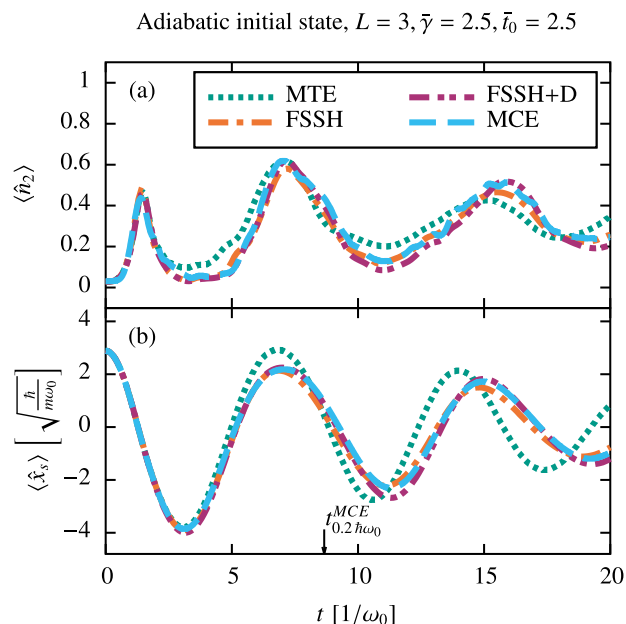 Adiabatic initial state, L = 3, γ̄ = 2.5, t̄₀ = 2.5
(a)
MTE
FSSH
FSSH+D
MCE
1
0.8
0.6
0.4
0.2
0
⟨n̂₂⟩
(b)
4
2
0
−2
−4
⟨x̂ₛ⟩ [√(ħ/mω₀)]
t^{MCE}_{0.2 ħω₀}
0 5 10 15 20
t [1/ω₀]